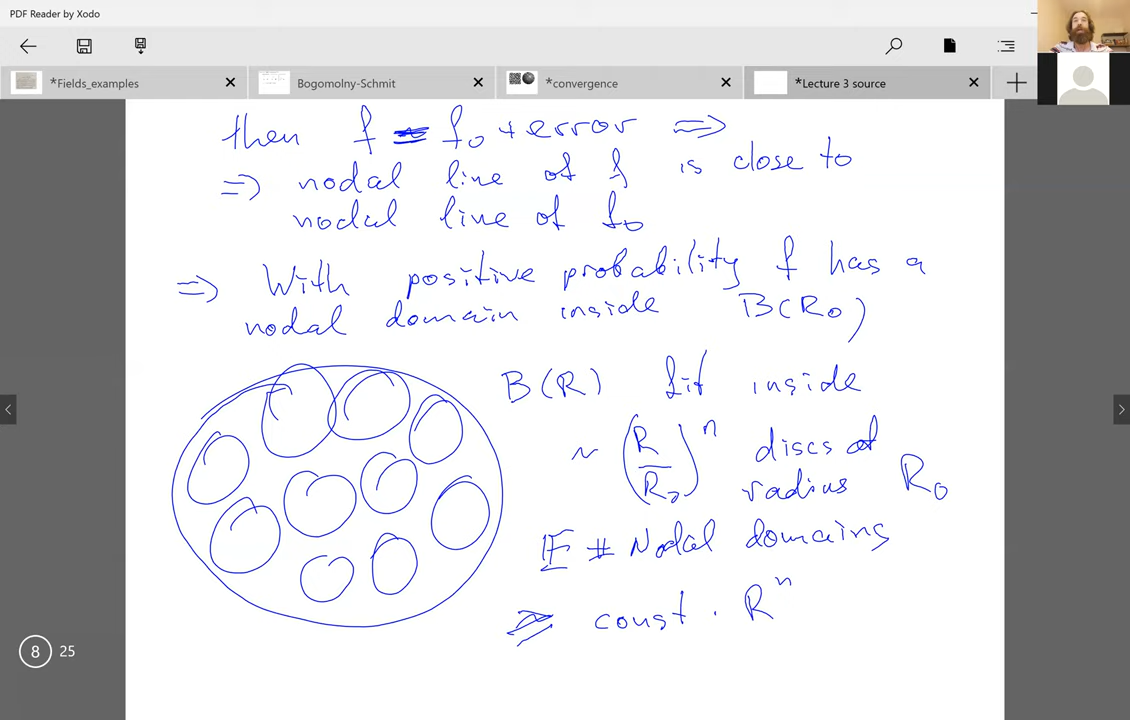 PDF Reader by Xodo
*Fields_examples
Bogomolny-Schmit
*convergence
*Lecture 3 source
then f = f₀ + error ⇒
⇒ nodal line of f is close to
nodal line of f₀
⇒ With positive probability f has a
nodal domain inside B(R₀)
B(R) fit inside
~ (R/R₀)ⁿ discs of
radius R₀
𝔼 # Nodal domains
≥ const · Rⁿ
8 25